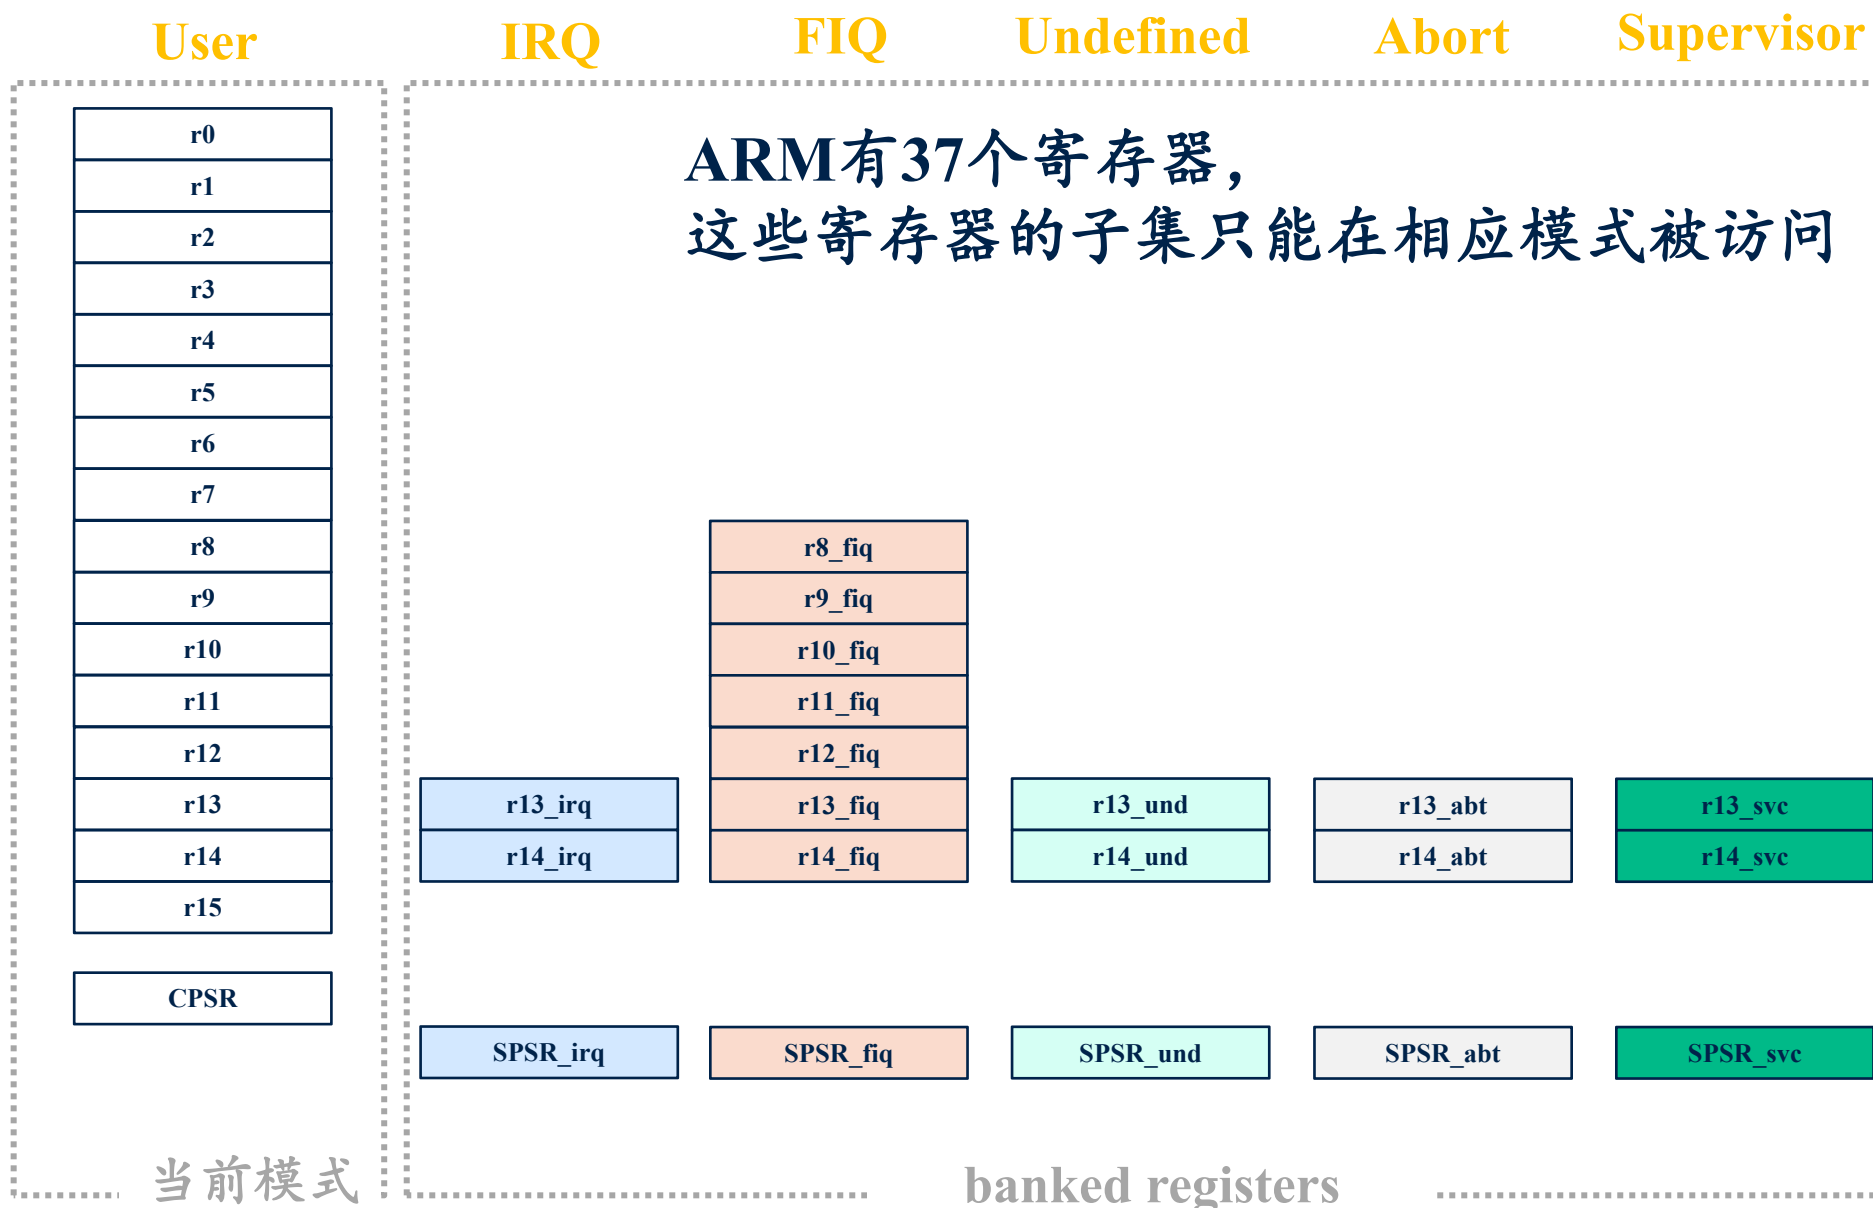 User IRQ FIQ Undefined Abort Supervisor
ARM有37个寄存器,
这些寄存器的子集只能在相应模式被访问
r0
r1
r2
r3
r4
r5
r6
r7
r8 r8_fiq
r9 r9_fiq
r10 r10_fiq
r11 r11_fiq
r12 r12_fiq
r13 r13_irq r13_fiq r13_und r13_abt r13_svc
r14 r14_irq r14_fiq r14_und r14_abt r14_svc
r15
CPSR
SPSR_irq SPSR_fiq SPSR_und SPSR_abt SPSR_svc
当前模式 banked registers